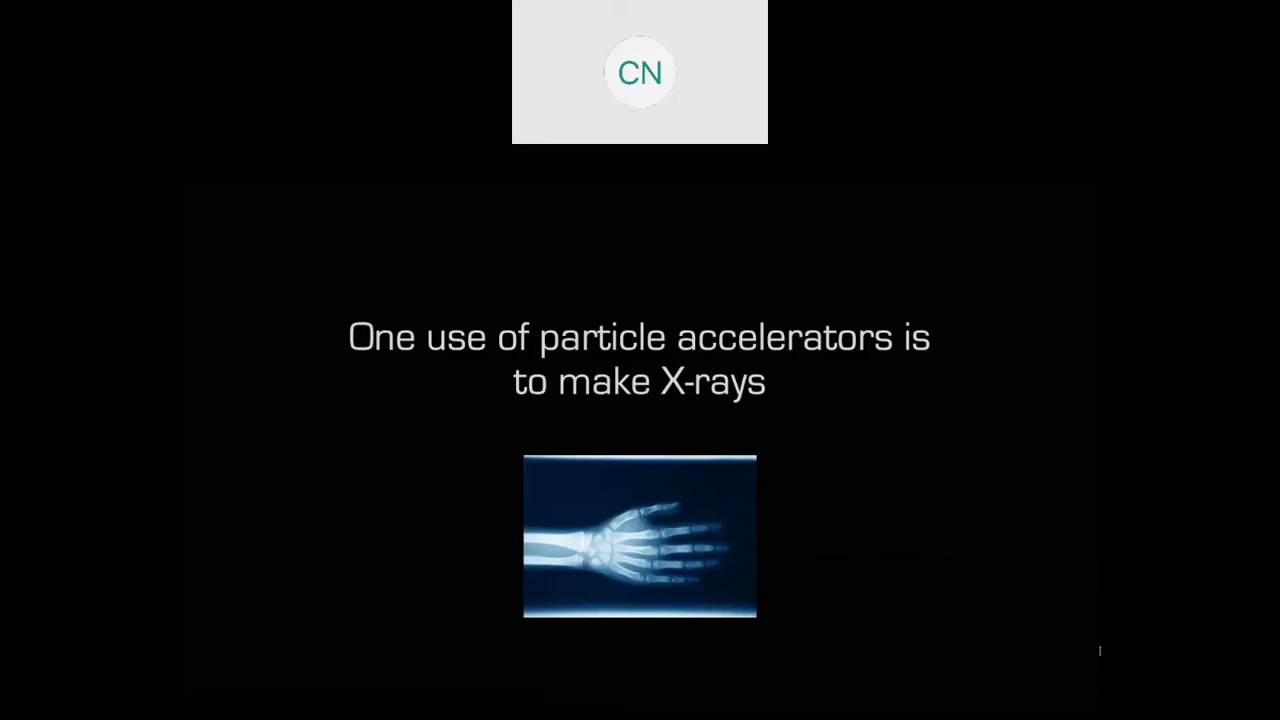 CN
One use of particle accelerators is
to make X-rays